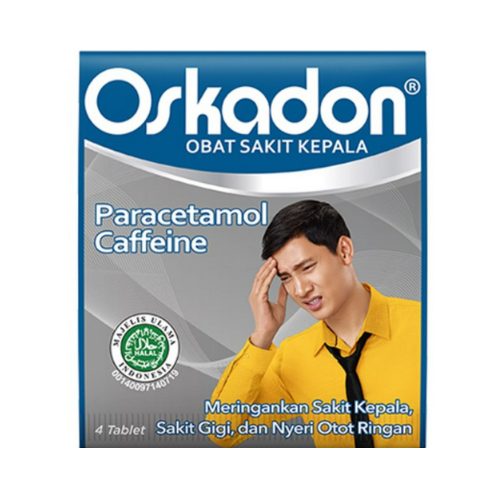 Oskadon®
OBAT SAKIT KEPALA
Paracetamol
Caffeine
MAJELIS ULAMA
حلال
HALAL
INDONESIA
00140097140719
Meringankan Sakit Kepala,
4 Tablet
Sakit Gigi, dan Nyeri Otot Ringan